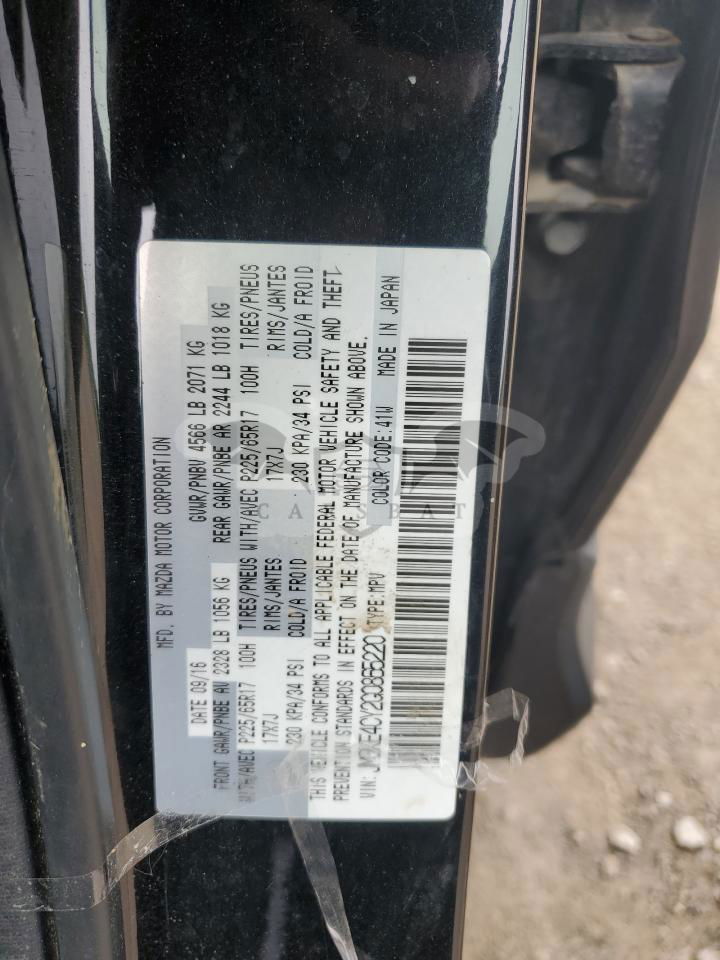 MFD. BY MAZDA MOTOR CORPORATION
DATE 09/16 GVWR/PNBV 4566 LB 2071 KG
FRONT GAWR/PNBE AV 2328 LB 1056 KG REAR GAWR/PNBE AR 2244 LB 1018 KG
WITH/AVEC P225/65R17 100H TIRES/PNEUS WITH/AVEC P225/65R17 100H TIRES/PNEUS
17X7J RIMS/JANTES 17X7J RIMS/JANTES
230 KPA/34 PSI COLD/A FROID 230 KPA/34 PSI COLD/A FROID
THIS VEHICLE CONFORMS TO ALL APPLICABLE FEDERAL MOTOR VEHICLE SAFETY AND THEFT
PREVENTION STANDARDS IN EFFECT ON THE DATE OF MANUFACTURE SHOWN ABOVE.
VIN: JM3KE4CY2G0865220 TYPE:MPV COLOR CODE:41W MADE IN JAPAN